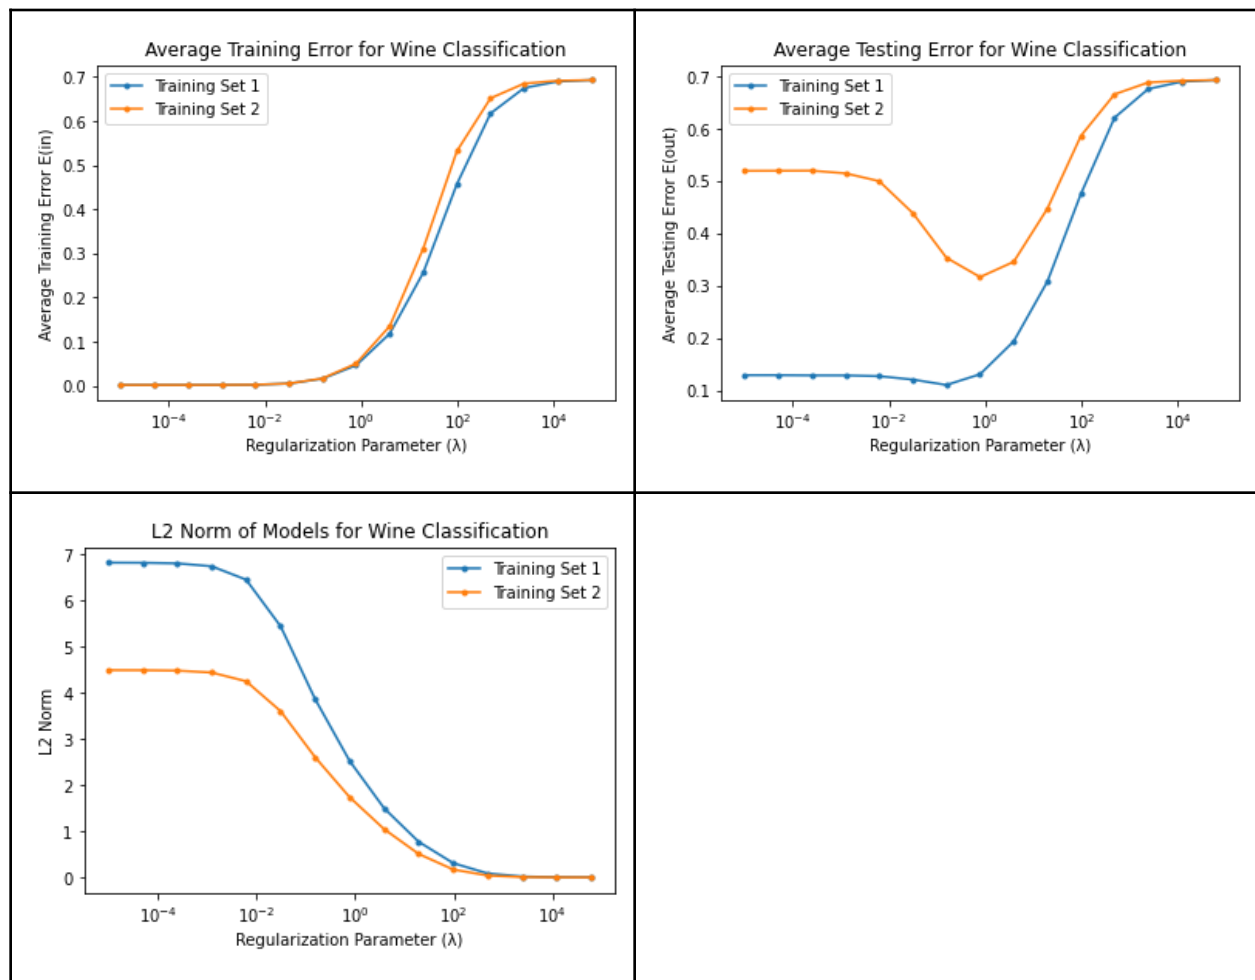 Average Training Error for Wine Classification
Training Set 1
Training Set 2
Average Training Error E(in)
0.7
0.6
0.5
0.4
0.3
0.2
0.1
0.0
10⁻⁴
10⁻²
10⁰
10²
10⁴
Regularization Parameter (λ)
Average Testing Error for Wine Classification
Training Set 1
Training Set 2
Average Testing Error E(out)
0.7
0.6
0.5
0.4
0.3
0.2
0.1
10⁻⁴
10⁻²
10⁰
10²
10⁴
Regularization Parameter (λ)
L2 Norm of Models for Wine Classification
Training Set 1
Training Set 2
L2 Norm
7
6
5
4
3
2
1
0
10⁻⁴
10⁻²
10⁰
10²
10⁴
Regularization Parameter (λ)